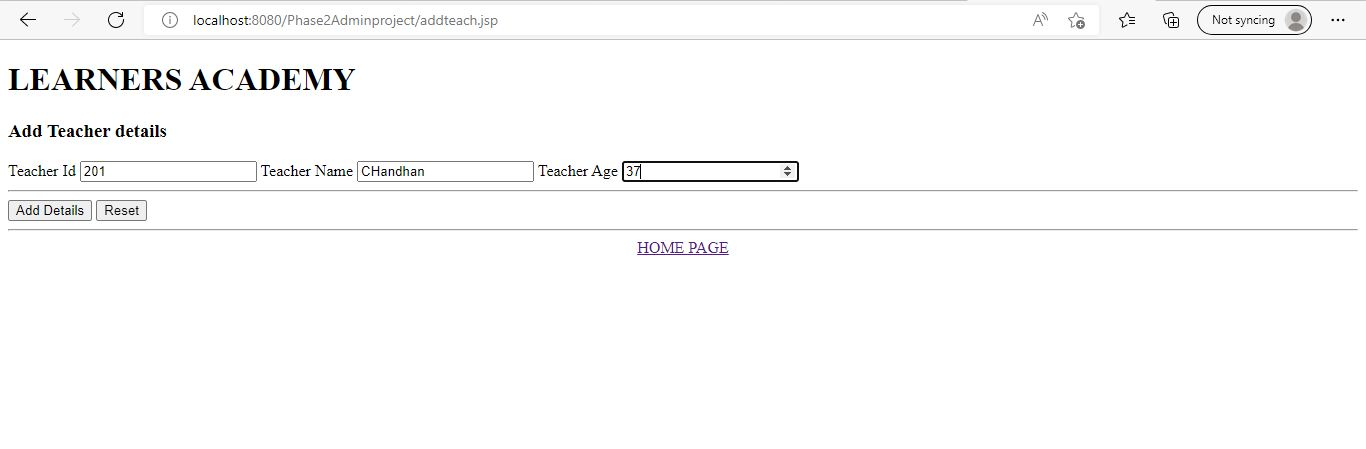 localhost:8080/Phase2Adminproject/addteach.jsp A Not syncing
LEARNERS ACADEMY
Add Teacher details
Teacher Id 201 Teacher Name CHandhan Teacher Age 37
Add Details Reset
HOME PAGE